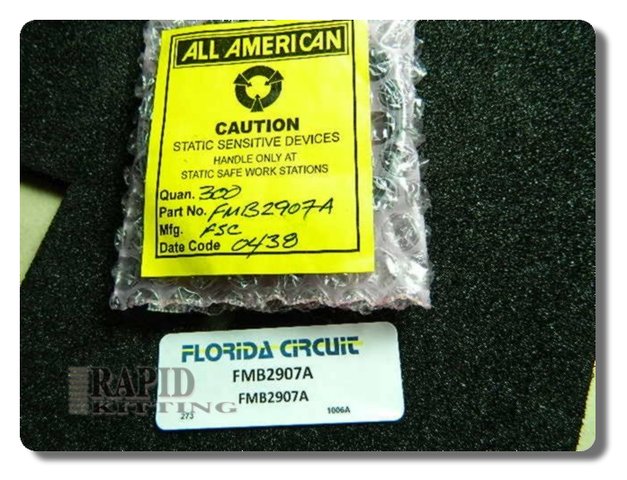 ALL AMERICAN
CAUTION
STATIC SENSITIVE DEVICES
HANDLE ONLY AT
STATIC SAFE WORK STATIONS
Quan. 300
Part No. FMB2907A
Mfg. FSC
Date Code 0438
FLORIDA CIRCUIT
FMB2907A
FMB2907A
273 1006A
RAPID
KITTING